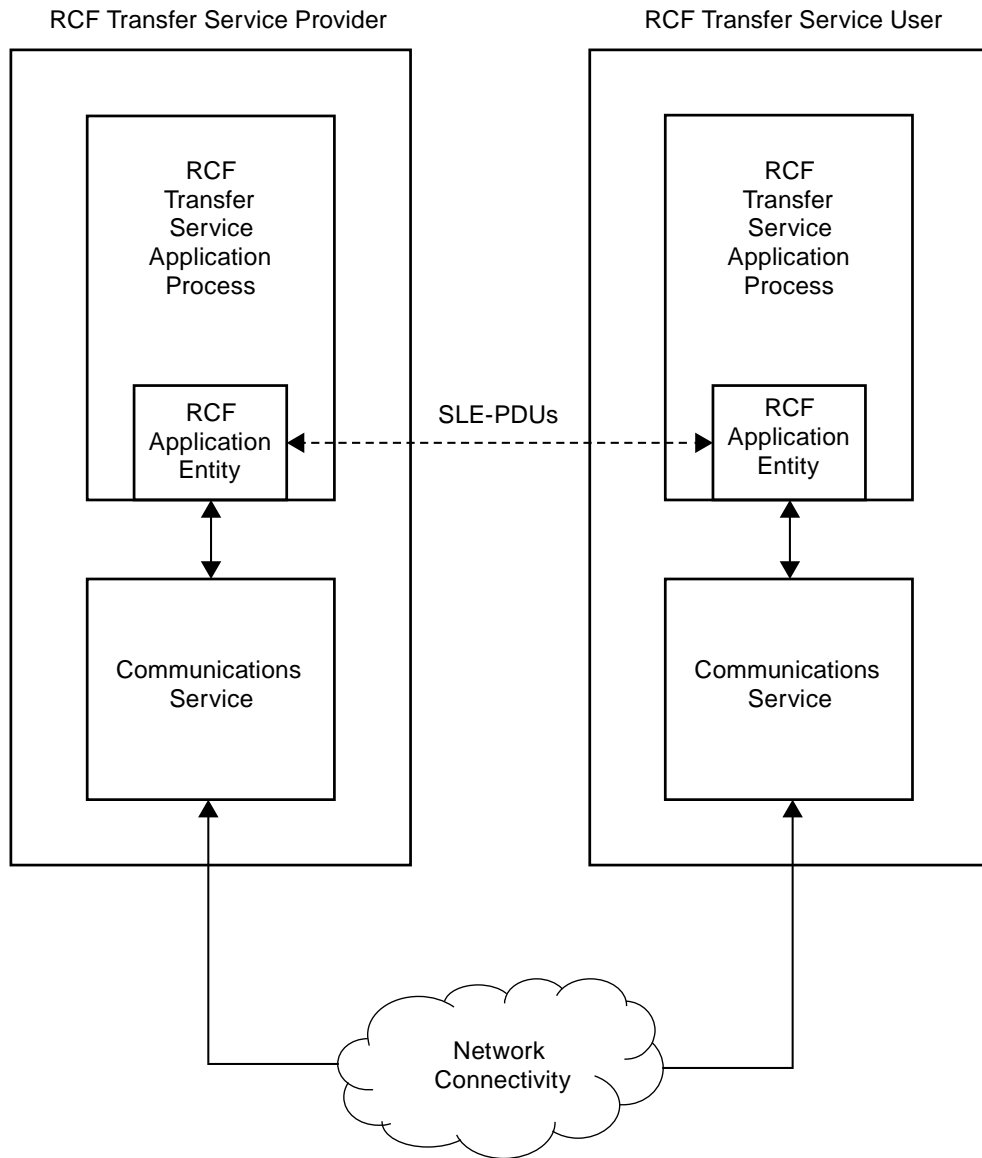 RCF Transfer Service Provider
RCF Transfer Service User
RCF
Transfer
Service
Application
Process
RCF
Transfer
Service
Application
Process
RCF
Application
Entity
SLE-PDUs
RCF
Application
Entity
Communications
Service
Communications
Service
Network
Connectivity